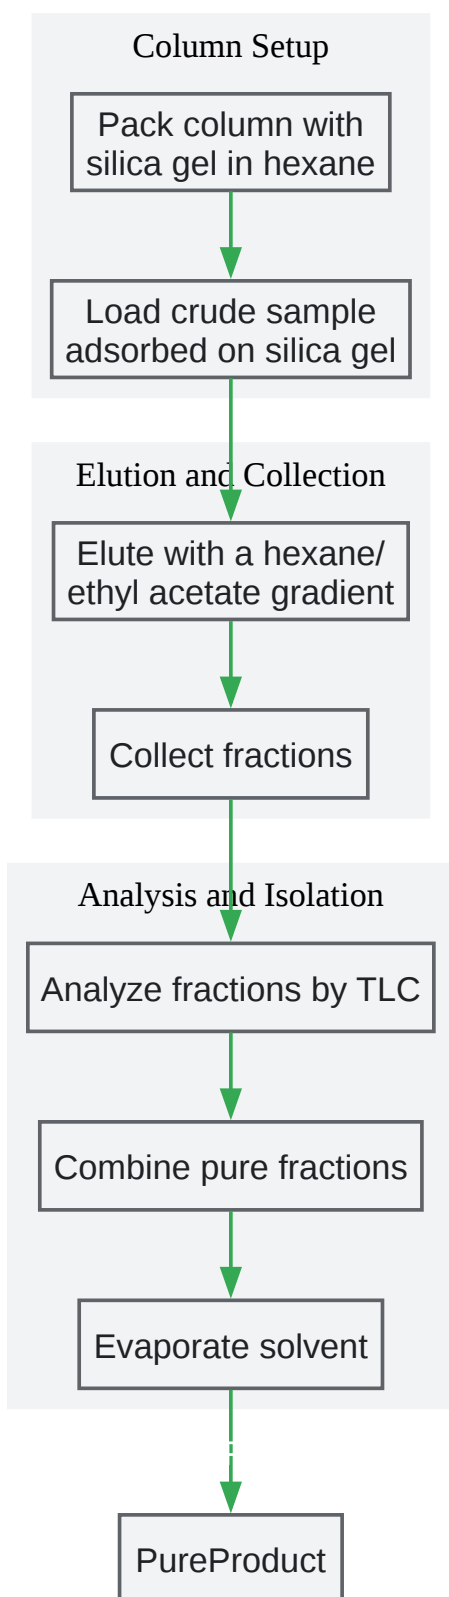 Column Setup
Pack column with
silica gel in hexane
Load crude sample
adsorbed on silica gel
Elution and Collection
Elute with a hexane/
ethyl acetate gradient
Collect fractions
Analysis and Isolation
Analyze fractions by TLC
Combine pure fractions
Evaporate solvent
PureProduct